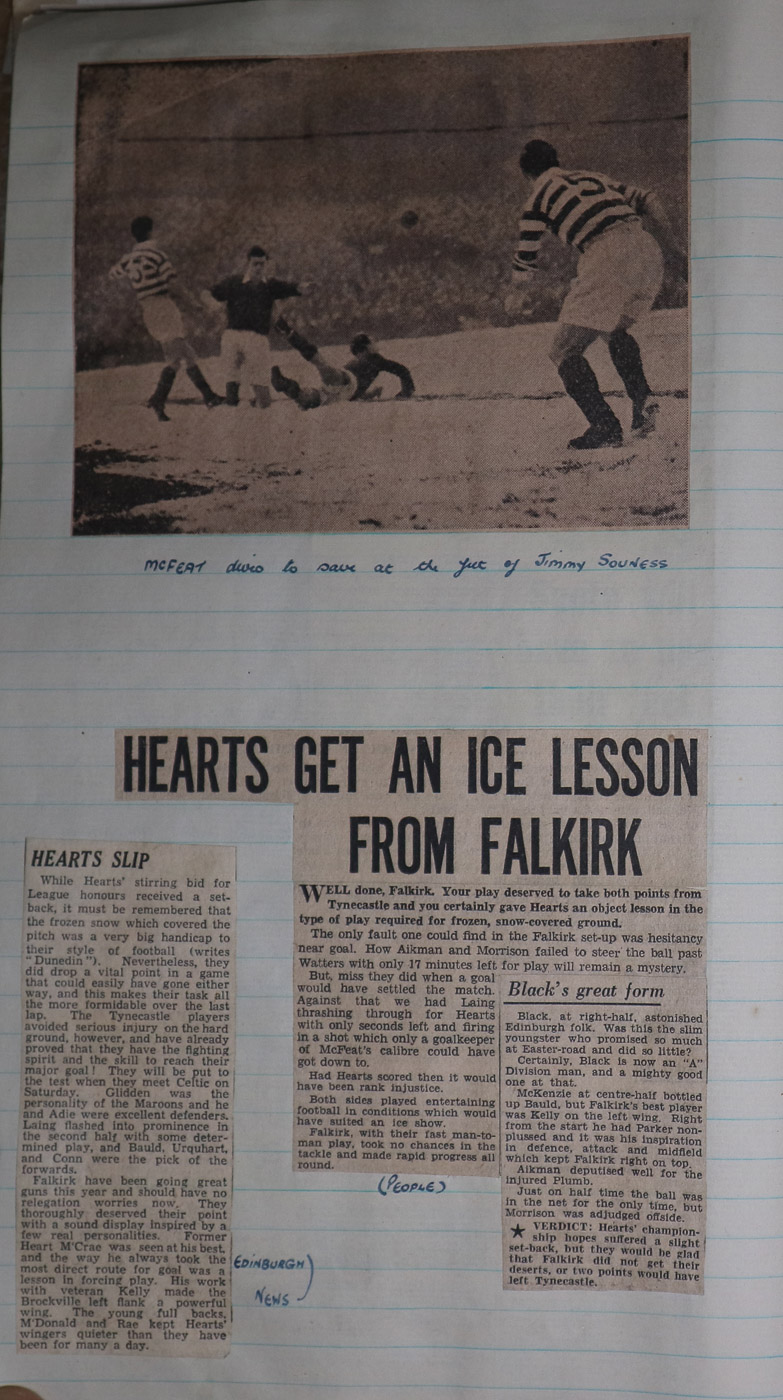 McFEAT dives to save at the feet of Jimmy SOUNESS
HEARTS GET AN ICE LESSON
FROM FALKIRK
HEARTS SLIP
While Hearts' stirring bid for
League honours received a set-
back, it must be remembered that
the frozen snow which covered the
pitch was a very big handicap to
their style of football (writes
"Dunedin"). Nevertheless, they
did drop a vital point in a game
that could easily have gone either
way, and this makes their task all
the more formidable over the last
lap. The Tynecastle players
avoided serious injury on the hard
ground, however, and have already
proved that they have the fighting
spirit and the skill to reach their
major goal! They will be put to
the test when they meet Celtic on
Saturday. Glidden was the
personality of the Maroons and he
and Adie were excellent defenders.
Laing flashed into prominence in
the second half with some deter-
mined play, and Bauld, Urquhart,
and Conn were the pick of the
forwards.
Falkirk have been going great
guns this year and should have no
relegation worries now. They
thoroughly deserved their point
with a sound display inspired by a
few real personalities. Former
Heart M'Crae was seen at his best,
and the way he always took the
most direct route for goal was a
lesson in forcing play. His work
with veteran Kelly made the
Brockville left flank a powerful
wing. The young full backs,
M'Donald and Rae kept Hearts'
wingers quieter than they have
been for many a day.
(EDINBURGH
NEWS)
WELL done, Falkirk. Your play deserved to take both points from
Tynecastle and you certainly gave Hearts an object lesson in the
type of play required for frozen, snow-covered ground.
The only fault one could find in the Falkirk set-up was hesitancy
near goal. How Aikman and Morrison failed to steer the ball past
Watters with only 17 minutes left for play will remain a mystery.
But, miss they did when a goal
would have settled the match.
Against that we had Laing
thrashing through for Hearts
with only seconds left and firing
in a shot which only a goalkeeper
of McFeat's calibre could have
got down to.
Had Hearts scored then it would
have been rank injustice.
Both sides played entertaining
football in conditions which would
have suited an ice show.
Falkirk, with their fast man-to-
man play, took no chances in the
tackle and made rapid progress all
round.
(PEOPLE)
Black's great form
Black, at right-half, astonished
Edinburgh folk. Was this the slim
youngster who promised so much
at Easter-road and did so little?
Certainly, Black is now an "A"
Division man, and a mighty good
one at that.
McKenzie at centre-half bottled
up Bauld, but Falkirk's best player
was Kelly on the left wing. Right
from the start he had Parker non-
plussed and it was his inspiration
in defence, attack and midfield
which kept Falkirk right on top.
Aikman deputised well for the
injured Plumb.
Just on half time the ball was
in the net for the only time, but
Morrison was adjudged offside.
★ VERDICT: Hearts' champion-
ship hopes suffered a slight
set-back, but they would be glad
that Falkirk did not get their
deserts, or two points would have
left Tynecastle.